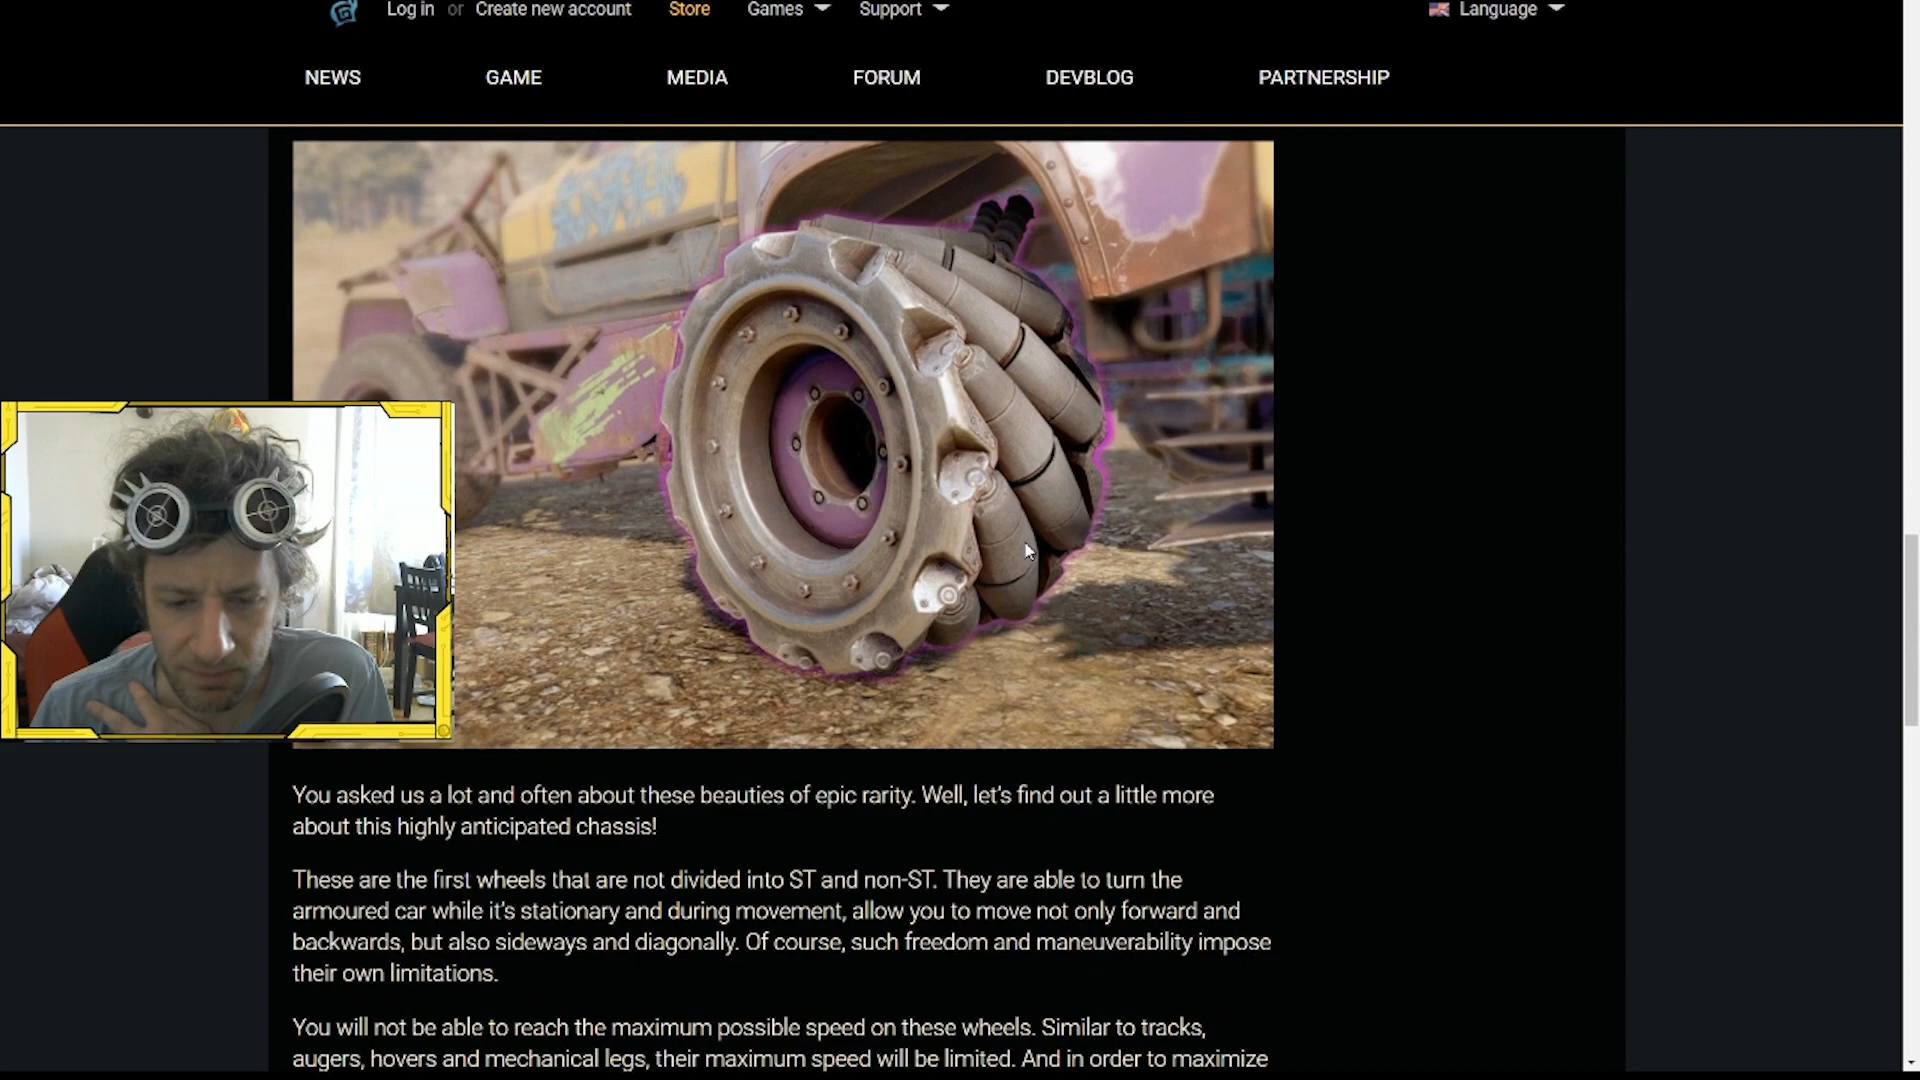 Log in or Create new account Store Games Support Language
NEWS GAME MEDIA FORUM DEVBLOG PARTNERSHIP
You asked us a lot and often about these beauties of epic rarity. Well, let's find out a little more
about this highly anticipated chassis!
These are the first wheels that are not divided into ST and non-ST. They are able to turn the
armoured car while it's stationary and during movement, allow you to move not only forward and
backwards, but also sideways and diagonally. Of course, such freedom and maneuverability impose
their own limitations.
You will not be able to reach the maximum possible speed on these wheels. Similar to tracks,
augers, hovers and mechanical legs, their maximum speed will be limited. And in order to maximize